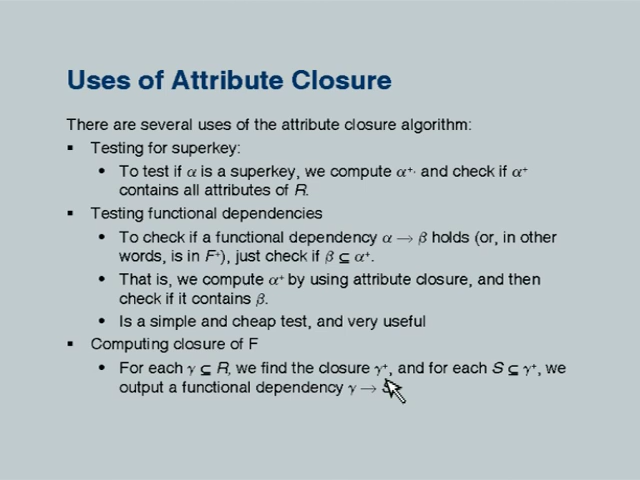 Uses of Attribute Closure
There are several uses of the attribute closure algorithm:
▪ Testing for superkey:
• To test if α is a superkey, we compute α⁺, and check if α⁺
contains all attributes of R.
▪ Testing functional dependencies
• To check if a functional dependency α → β holds (or, in other
words, is in F⁺), just check if β ⊆ α⁺.
• That is, we compute α⁺ by using attribute closure, and then
check if it contains β.
• Is a simple and cheap test, and very useful
▪ Computing closure of F
• For each γ ⊆ R, we find the closure γ⁺, and for each S ⊆ γ⁺, we
output a functional dependency γ →